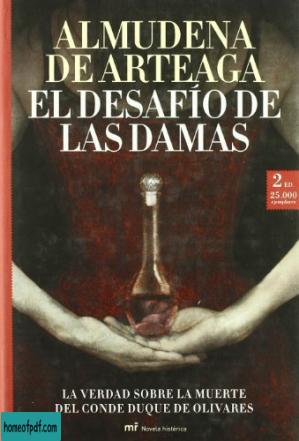 ALMUDENA
DE ARTEAGA
EL DESAFÍO DE
LAS DAMAS
2 ED.
25.000
ejemplares
LA VERDAD SOBRE LA MUERTE
DEL CONDE DUQUE DE OLIVARES
mr Novela histórica
homeofpdf.com